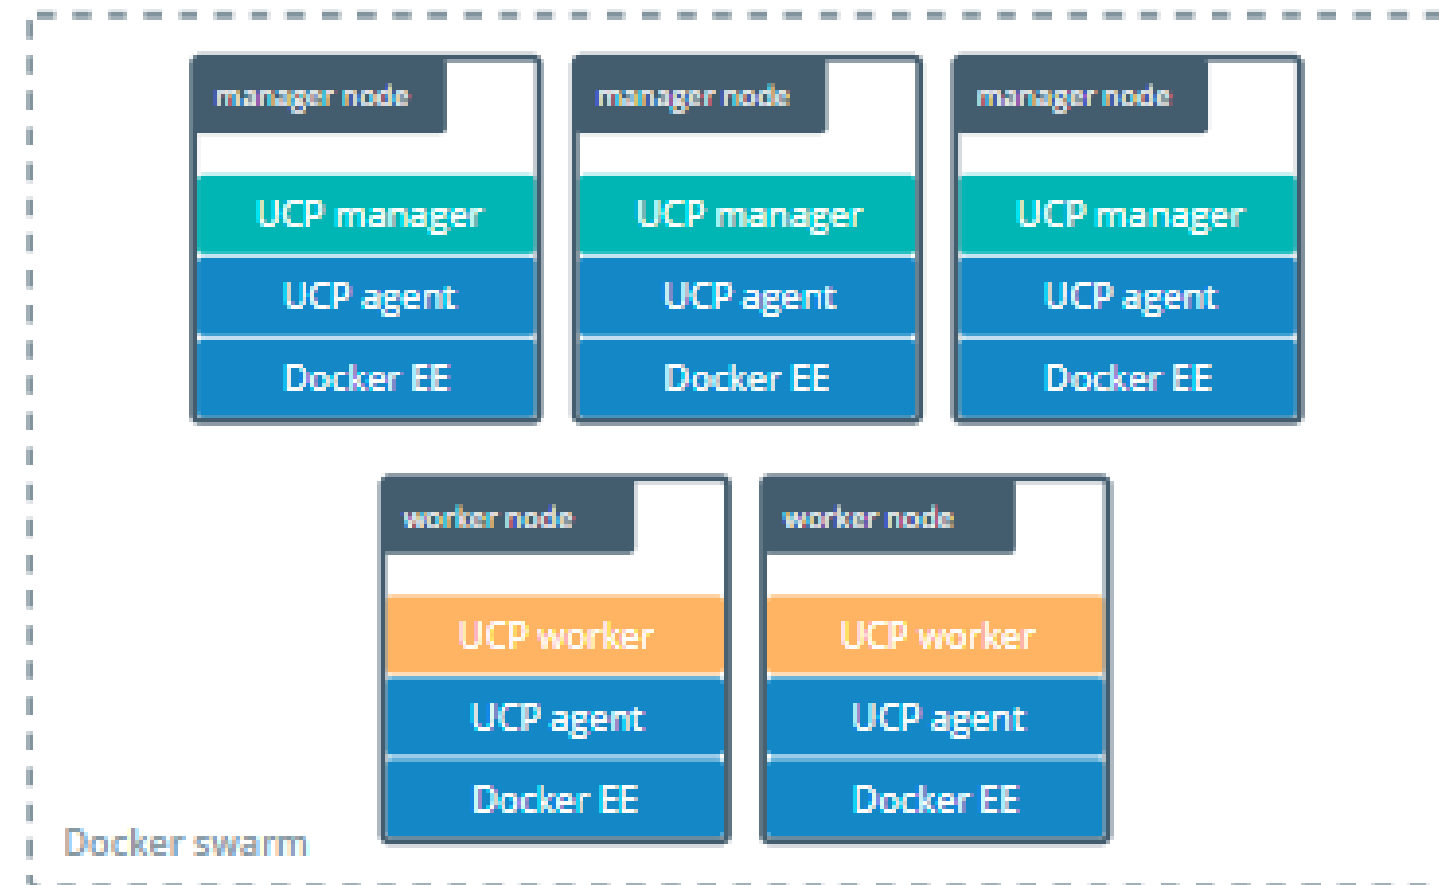 manager node
UCP manager
UCP agent
Docker EE
manager node
UCP manager
UCP agent
Docker EE
manager node
UCP manager
UCP agent
Docker EE
worker node
UCP worker
UCP agent
Docker EE
worker node
UCP worker
UCP agent
Docker EE
Docker swarm